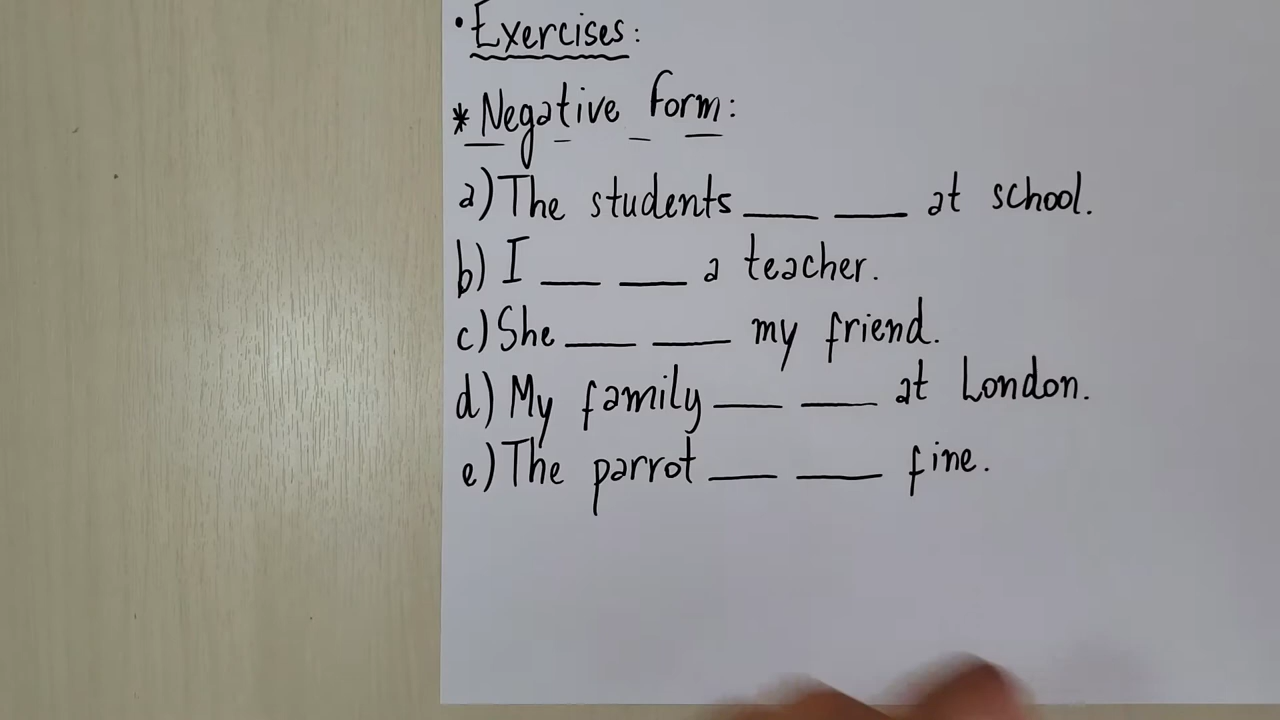 • Exercises:
* Negative form:
a) The students ___ ___ at school.
b) I ___ ___ a teacher.
c) She ___ ___ my friend.
d) My family ___ ___ at London.
e) The parrot ___ ___ fine.